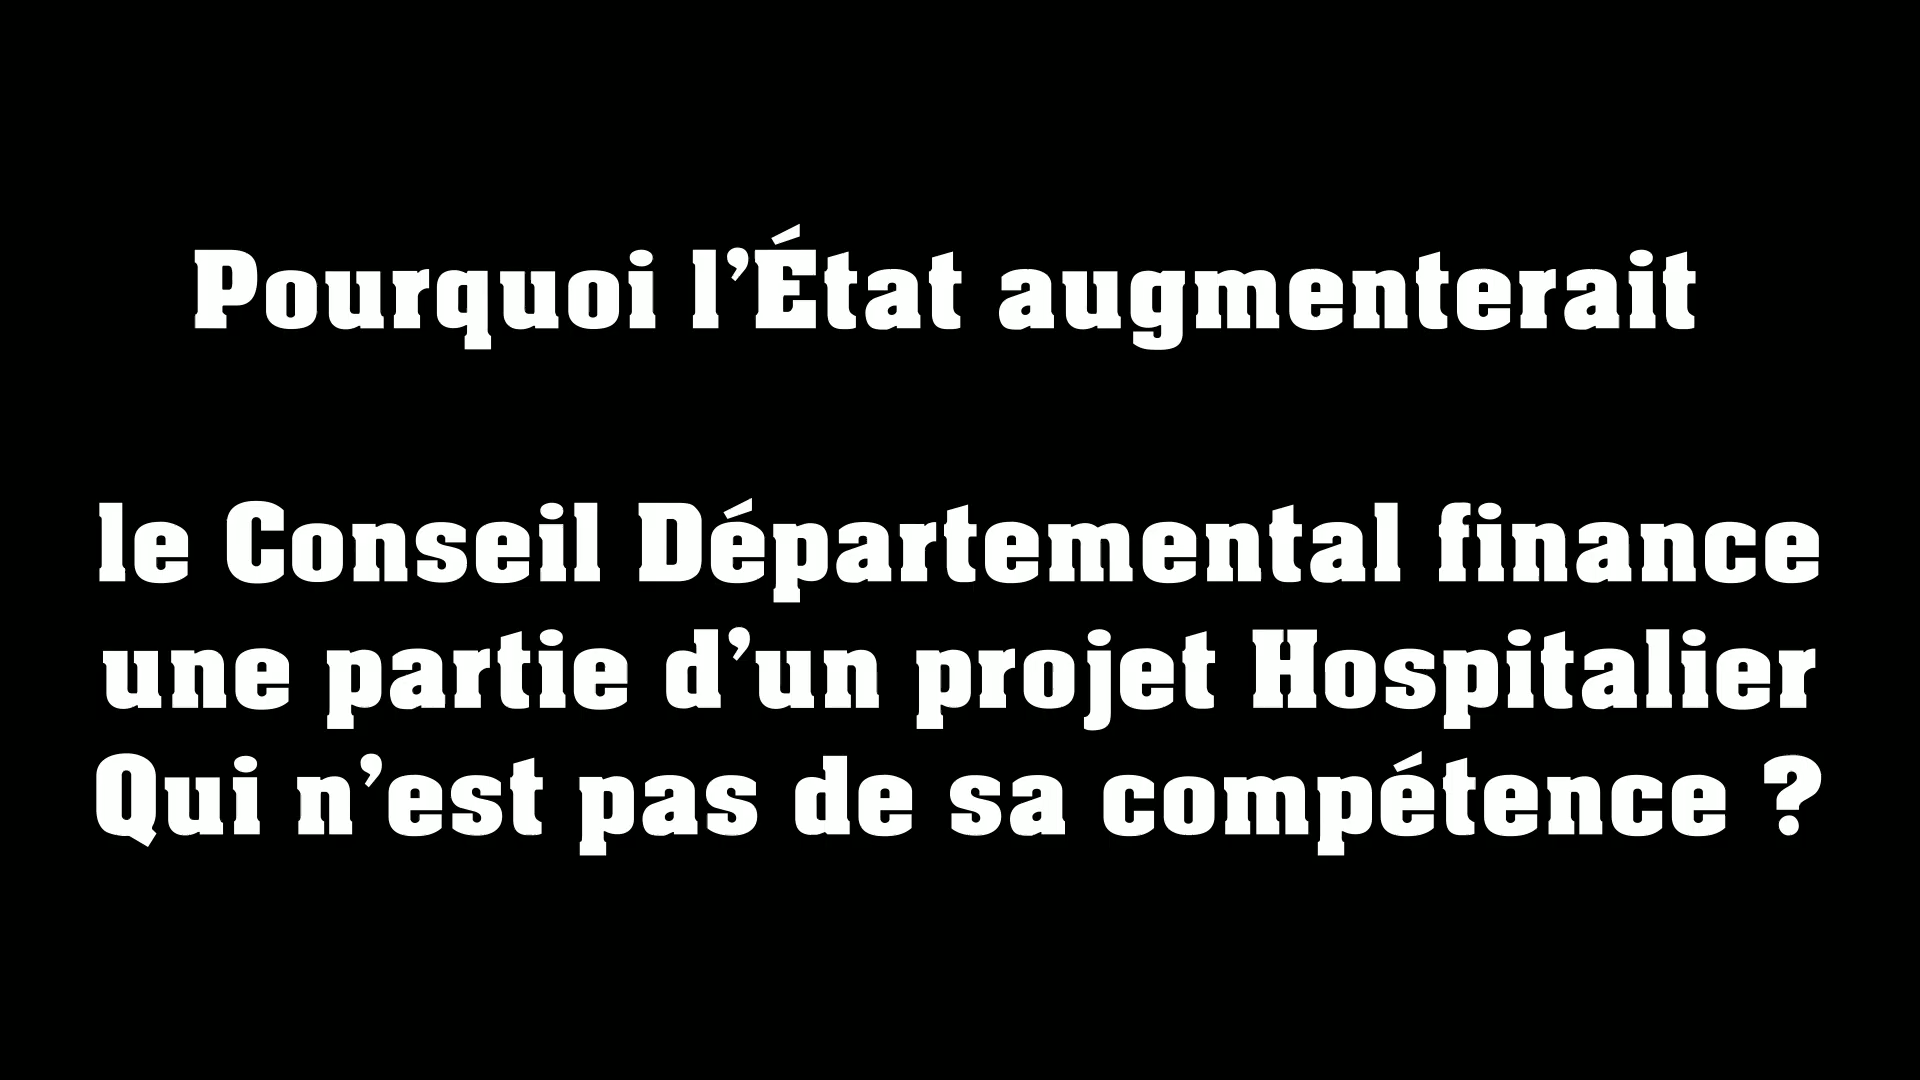 Pourquoi l’État augmenterait
le Conseil Départemental finance
une partie d’un projet Hospitalier
Qui n’est pas de sa compétence ?